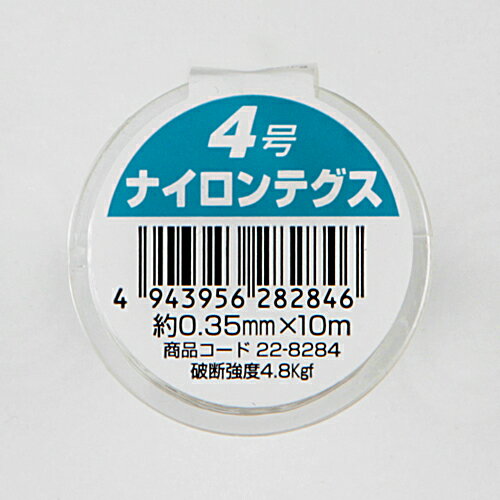 4号
ナイロンテグス
4 943956 282846
約0.35mm×10m
商品コード 22-8284
破断強度4.8Kgf